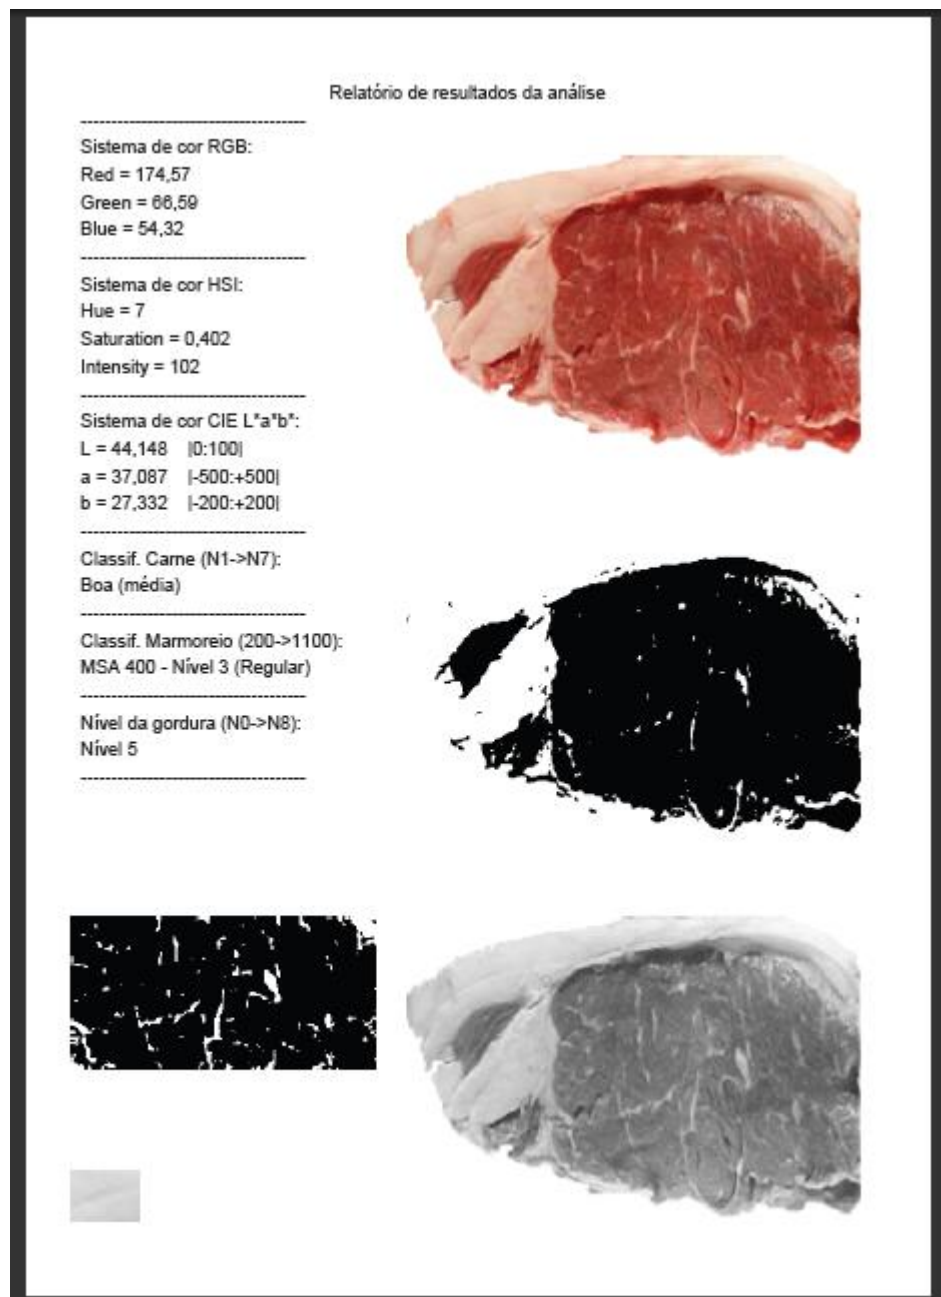 Relatório de resultados da análise
-------------------------------------
Sistema de cor RGB:
Red = 174,57
Green = 66,59
Blue = 54,32
-------------------------------------
Sistema de cor HSI:
Hue = 7
Saturation = 0,402
Intensity = 102
-------------------------------------
Sistema de cor CIE L*a*b*:
L = 44,148 |0:100|
a = 37,087 |-500:+500|
b = 27,332 |-200:+200|
-------------------------------------
Classif. Carne (N1->N7):
Boa (média)
-------------------------------------
Classif. Marmoreio (200->1100):
MSA 400 - Nível 3 (Regular)
-------------------------------------
Nível da gordura (N0->N8):
Nível 5
-------------------------------------